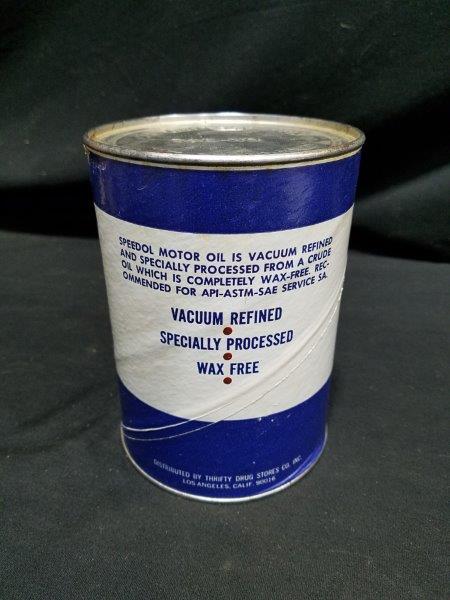 SPEEDOL MOTOR OIL IS VACUUM REFINED
AND SPECIALLY PROCESSED FROM A CRUDE
OIL WHICH IS COMPLETELY WAX-FREE. REC-
OMMENDED FOR API-ASTM-SAE SERVICE SA.
VACUUM REFINED
SPECIALLY PROCESSED
WAX FREE
DISTRIBUTED BY THRIFTY DRUG STORES CO. INC.
LOS ANGELES, CALIF. 90016